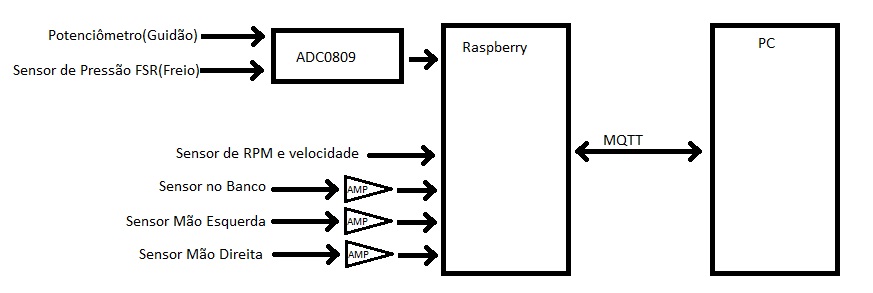 Potenciômetro(Guidão)
Sensor de Pressão FSR(Freio)
ADC0809
Raspberry
PC
MQTT
Sensor de RPM e velocidade
Sensor no Banco
AMP
Sensor Mão Esquerda
AMP
Sensor Mão Direita
AMP